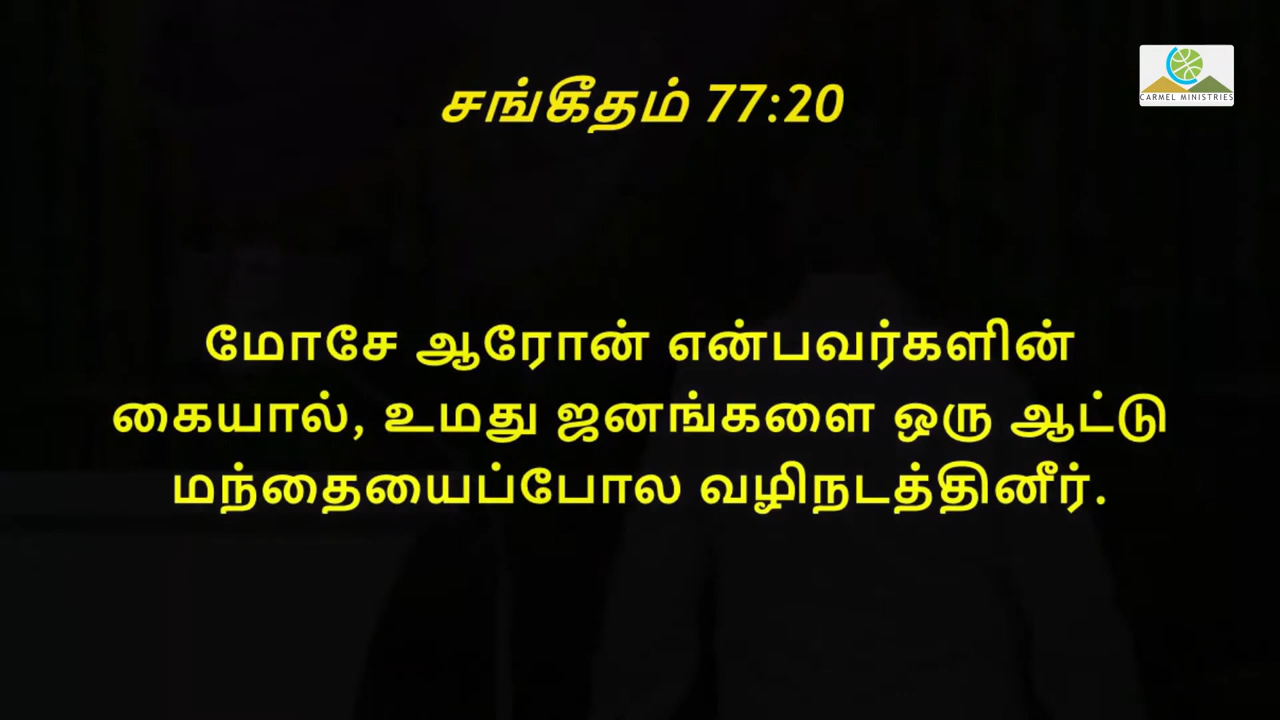 சங்கீதம் 77:20
CARMEL MINISTRIES
மோசே ஆரோன் என்பவர்களின்
கையால், உமது ஜனங்களை ஒரு ஆட்டு
மந்தையைப்போல வழிநடத்தினீர்.